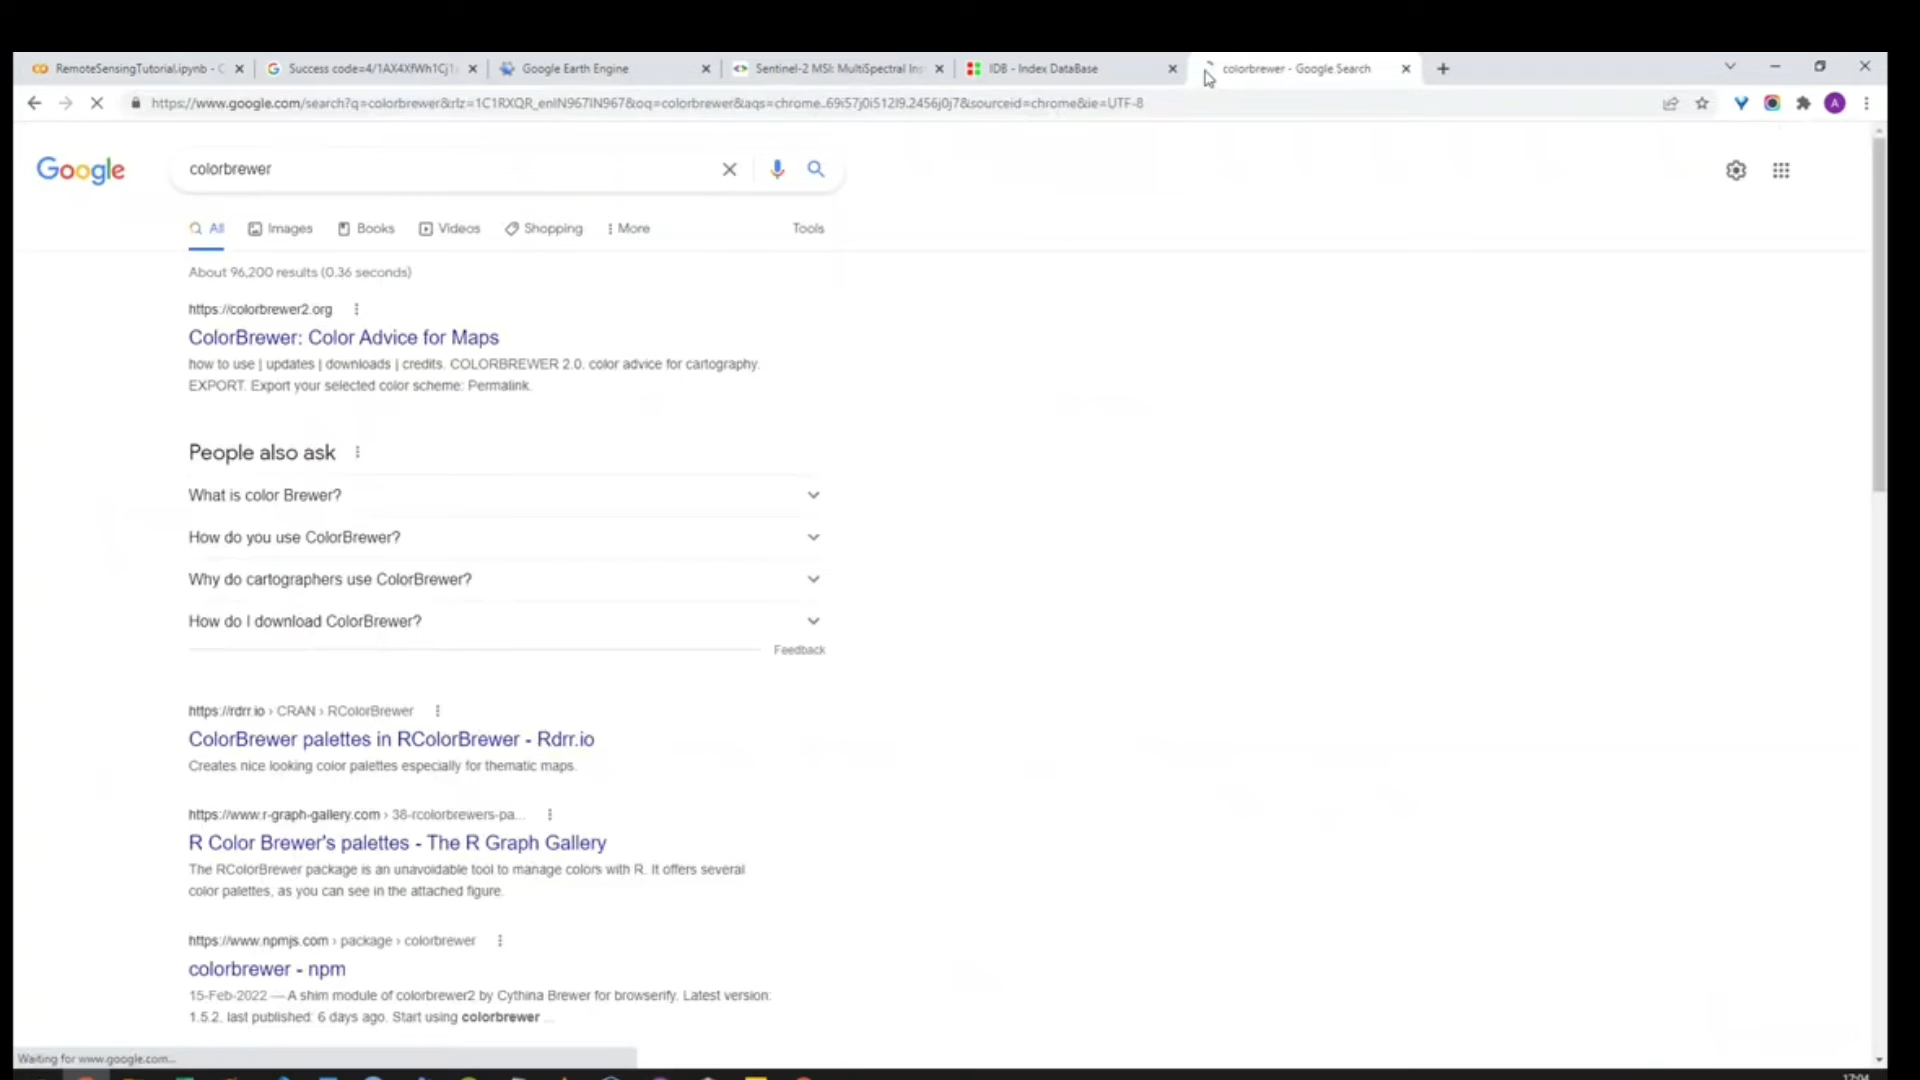 RemoteSensingTutorial.ipynb - C
Success code=4/1AX4XfWh1Cj1
Google Earth Engine
Sentinel-2 MSI: MultiSpectral Ins
IDB - Index DataBase
colorbrewer - Google Search
https://www.google.com/search?q=colorbrewer&rlz=1C1RXQR_enIN967IN967&oq=colorbrewer&aqs=chrome..69i57j0i512l9.2456j0j7&sourceid=chrome&ie=UTF-8
A
Google
colorbrewer
All
Images
Books
Videos
Shopping
More
Tools
About 96,200 results (0.36 seconds)
https://colorbrewer2.org
ColorBrewer: Color Advice for Maps
how to use | updates | downloads | credits. COLORBREWER 2.0. color advice for cartography.
EXPORT. Export your selected color scheme: Permalink.
People also ask
What is color Brewer?
How do you use ColorBrewer?
Why do cartographers use ColorBrewer?
How do I download ColorBrewer?
Feedback
https://rdrr.io › CRAN › RColorBrewer
ColorBrewer palettes in RColorBrewer - Rdrr.io
Creates nice looking color palettes especially for thematic maps.
https://www.r-graph-gallery.com › 38-rcolorbrewers-pa...
R Color Brewer's palettes - The R Graph Gallery
The RColorBrewer package is an unavoidable tool to manage colors with R. It offers several
color palettes, as you can see in the attached figure.
https://www.npmjs.com › package › colorbrewer
colorbrewer - npm
15-Feb-2022 — A shim module of colorbrewer2 by Cythina Brewer for browserify. Latest version:
1.5.2, last published: 6 days ago. Start using colorbrewer ...
Waiting for www.google.com...
17:04